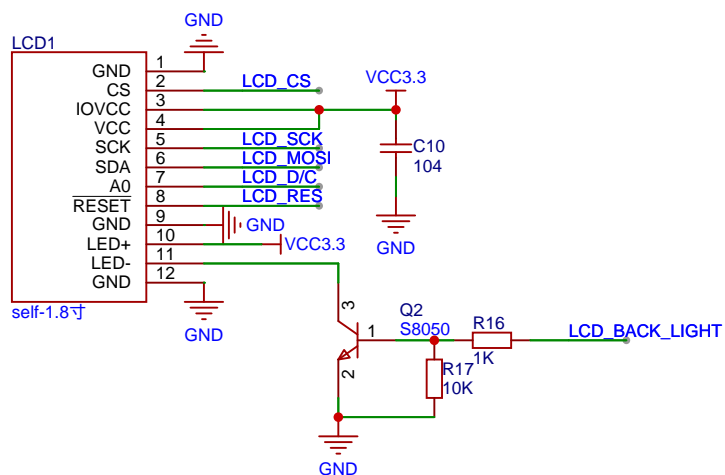 GND
LCD1
GND 1
CS 2 LCD_CS
IOVCC 3
VCC3.3
VCC 4
SCK 5 LCD_SCK
SDA 6 LCD_MOSI
A0 7 LCD_D/C
RESET 8 LCD_RES
GND 9 GND
LED+ 10 VCC3.3
LED- 11
GND 12
self-1.8寸
GND
C10
104
GND
3
Q2
S8050
1
2
R16
1K
LCD_BACK_LIGHT
R17
10K
GND